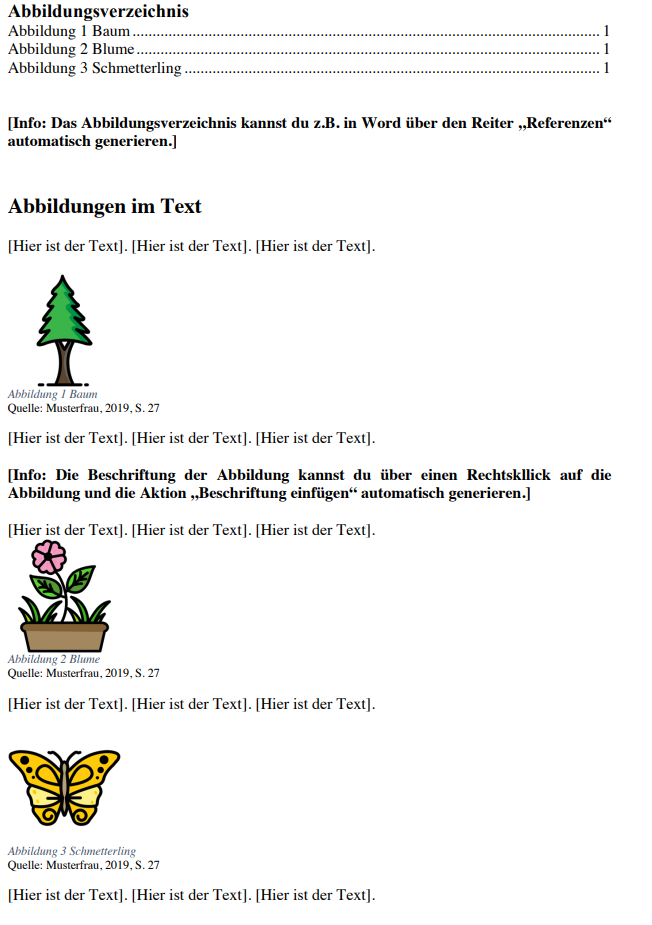 Abbildungsverzeichnis
Abbildung 1 Baum ........................................................................................................................ 1
Abbildung 2 Blume ....................................................................................................................... 1
Abbildung 3 Schmetterling ........................................................................................................... 1
[Info: Das Abbildungsverzeichnis kannst du z.B. in Word über den Reiter „Referenzen“
automatisch generieren.]
Abbildungen im Text
[Hier ist der Text]. [Hier ist der Text]. [Hier ist der Text].
Abbildung 1 Baum
Quelle: Musterfrau, 2019, S. 27
[Hier ist der Text]. [Hier ist der Text]. [Hier ist der Text].
[Info: Die Beschriftung der Abbildung kannst du über einen Rechtskllick auf die
Abbildung und die Aktion „Beschriftung einfügen“ automatisch generieren.]
[Hier ist der Text]. [Hier ist der Text]. [Hier ist der Text].
Abbildung 2 Blume
Quelle: Musterfrau, 2019, S. 27
[Hier ist der Text]. [Hier ist der Text]. [Hier ist der Text].
Abbildung 3 Schmetterling
Quelle: Musterfrau, 2019, S. 27
[Hier ist der Text]. [Hier ist der Text]. [Hier ist der Text].